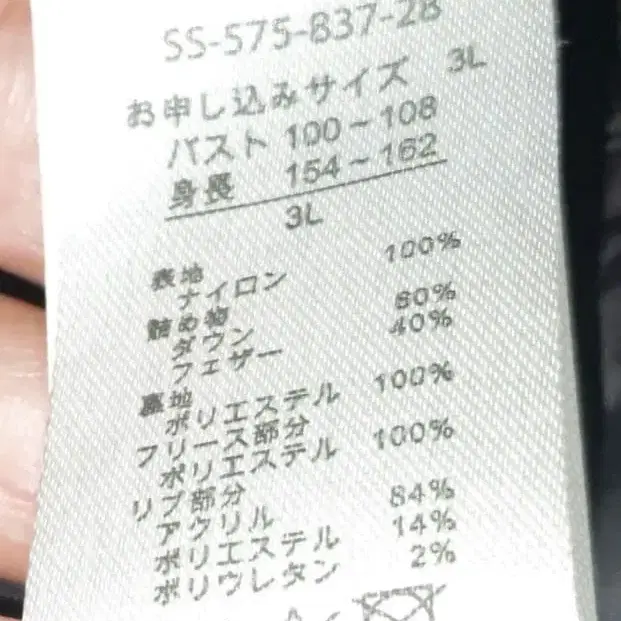 SS-575-837-28
お申し込みサイズ 3L
バスト 100～108
身長 154～162
3L
表地
ナイロン 100%
詰め物
ダウン 60%
フェザー 40%
裏地
ポリエステル 100%
フリース部分
ポリエステル 100%
リブ部分
アクリル 84%
ポリエステル 14%
ポリウレタン 2%